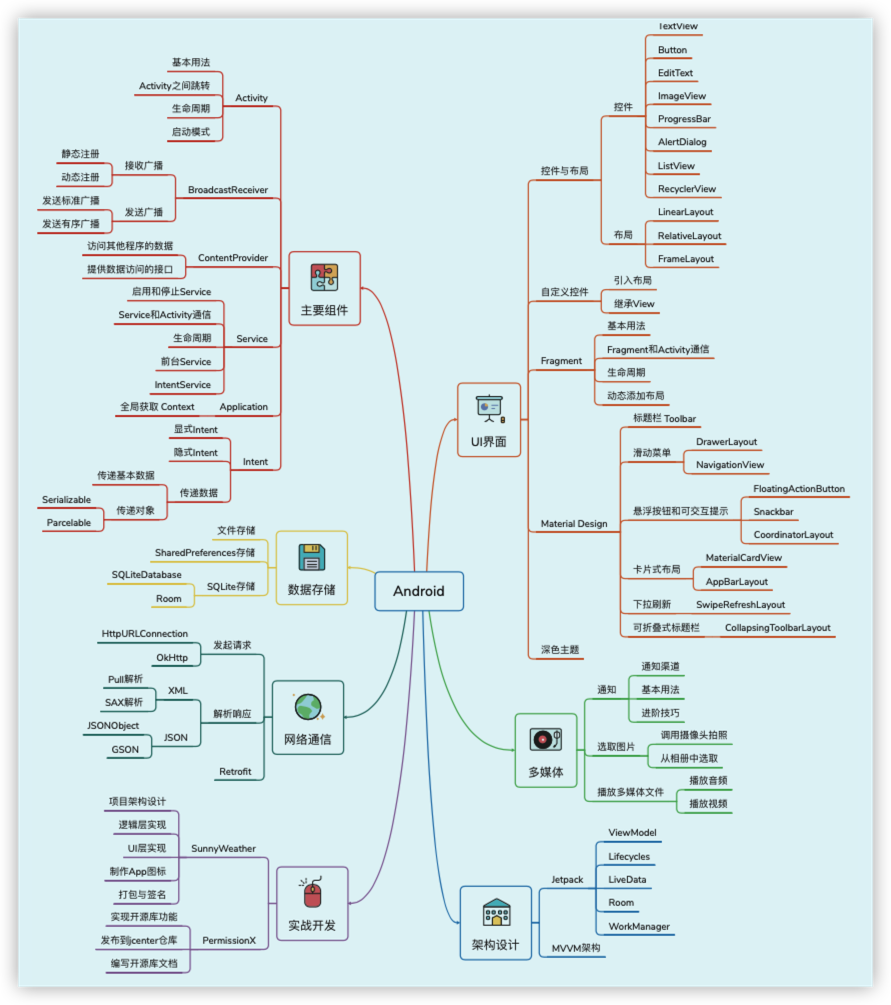 Android
主要组件
Activity
基本用法
Activity之间跳转
生命周期
启动模式
BroadcastReceiver
接收广播
静态注册
动态注册
发送广播
发送标准广播
发送有序广播
ContentProvider
访问其他程序的数据
提供数据访问的接口
Service
启用和停止Service
Service和Activity通信
生命周期
前台Service
IntentService
Application
全局获取 Context
Intent
显式Intent
隐式Intent
传递数据
传递基本数据
传递对象
Serializable
Parcelable
数据存储
文件存储
SharedPreferences存储
SQLite存储
SQLiteDatabase
Room
网络通信
发起请求
HttpURLConnection
OkHttp
解析响应
XML
Pull解析
SAX解析
JSON
JSONObject
GSON
Retrofit
实战开发
SunnyWeather
项目架构设计
逻辑层实现
UI层实现
制作App图标
打包与签名
PermissionX
实现开源库功能
发布到jcenter仓库
编写开源库文档
UI界面
控件与布局
控件
TextView
Button
EditText
ImageView
ProgressBar
AlertDialog
ListView
RecyclerView
布局
LinearLayout
RelativeLayout
FrameLayout
自定义控件
引入布局
继承View
Fragment
基本用法
Fragment和Activity通信
生命周期
动态添加布局
Material Design
标题栏 Toolbar
滑动菜单
DrawerLayout
NavigationView
悬浮按钮和可交互提示
FloatingActionButton
Snackbar
CoordinatorLayout
卡片式布局
MaterialCardView
AppBarLayout
下拉刷新
SwipeRefreshLayout
可折叠式标题栏
CollapsingToolbarLayout
深色主题
多媒体
通知
通知渠道
基本用法
进阶技巧
选取图片
调用摄像头拍照
从相册中选取
播放多媒体文件
播放音频
播放视频
架构设计
Jetpack
ViewModel
Lifecycles
LiveData
Room
WorkManager
MVVM架构